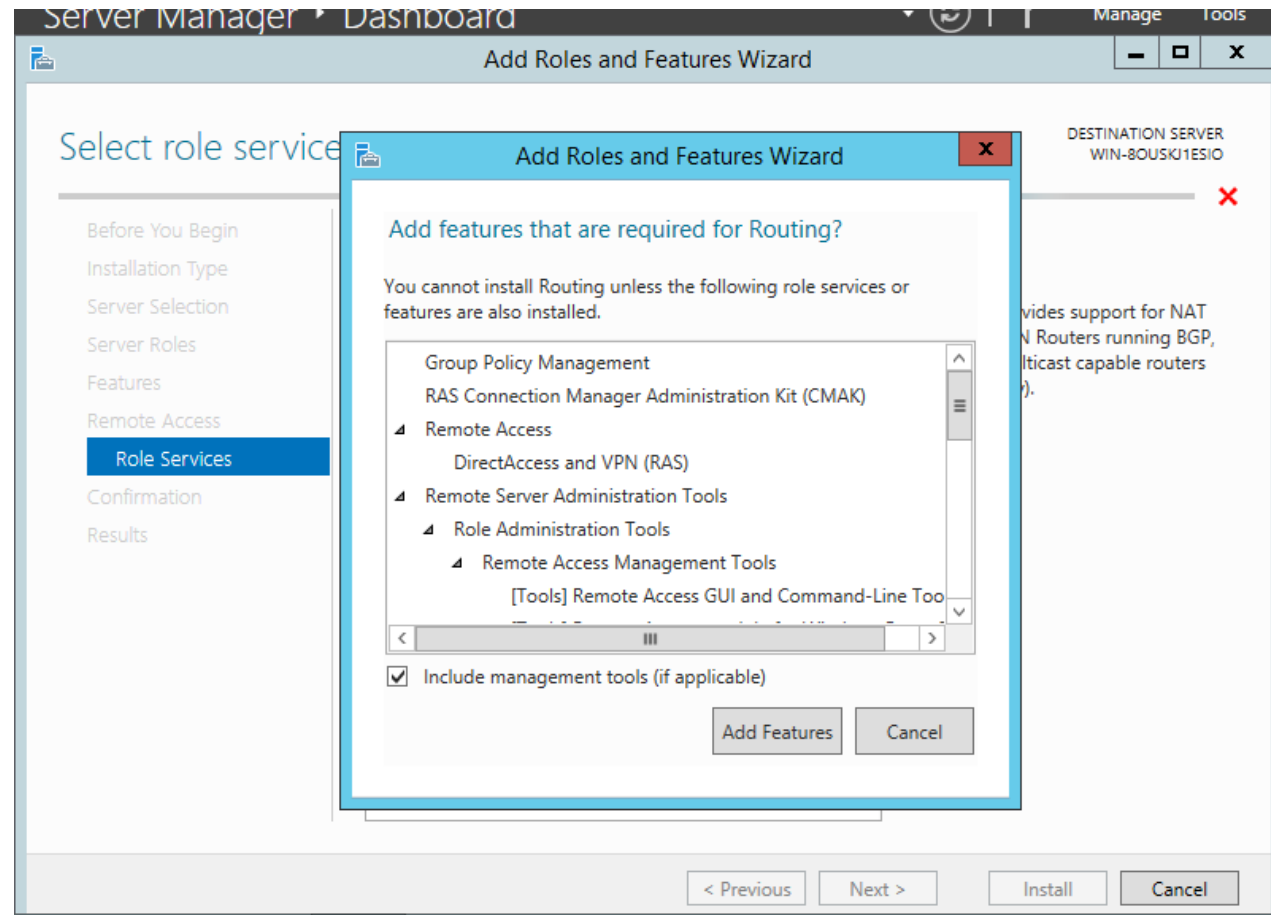 Server Manager • Dashboard
Manage Tools
Add Roles and Features Wizard
Select role service
DESTINATION SERVER
WIN-8OUSKJ1ESIO
Before You Begin
Installation Type
Server Selection
Server Roles
Features
Remote Access
Role Services
Confirmation
Results
Add Roles and Features Wizard
Add features that are required for Routing?
You cannot install Routing unless the following role services or
features are also installed.
Group Policy Management
RAS Connection Manager Administration Kit (CMAK)
Remote Access
DirectAccess and VPN (RAS)
Remote Server Administration Tools
Role Administration Tools
Remote Access Management Tools
[Tools] Remote Access GUI and Command-Line Too
Include management tools (if applicable)
Add Features Cancel
vides support for NAT
N Routers running BGP,
lticast capable routers
).
< Previous Next > Install Cancel